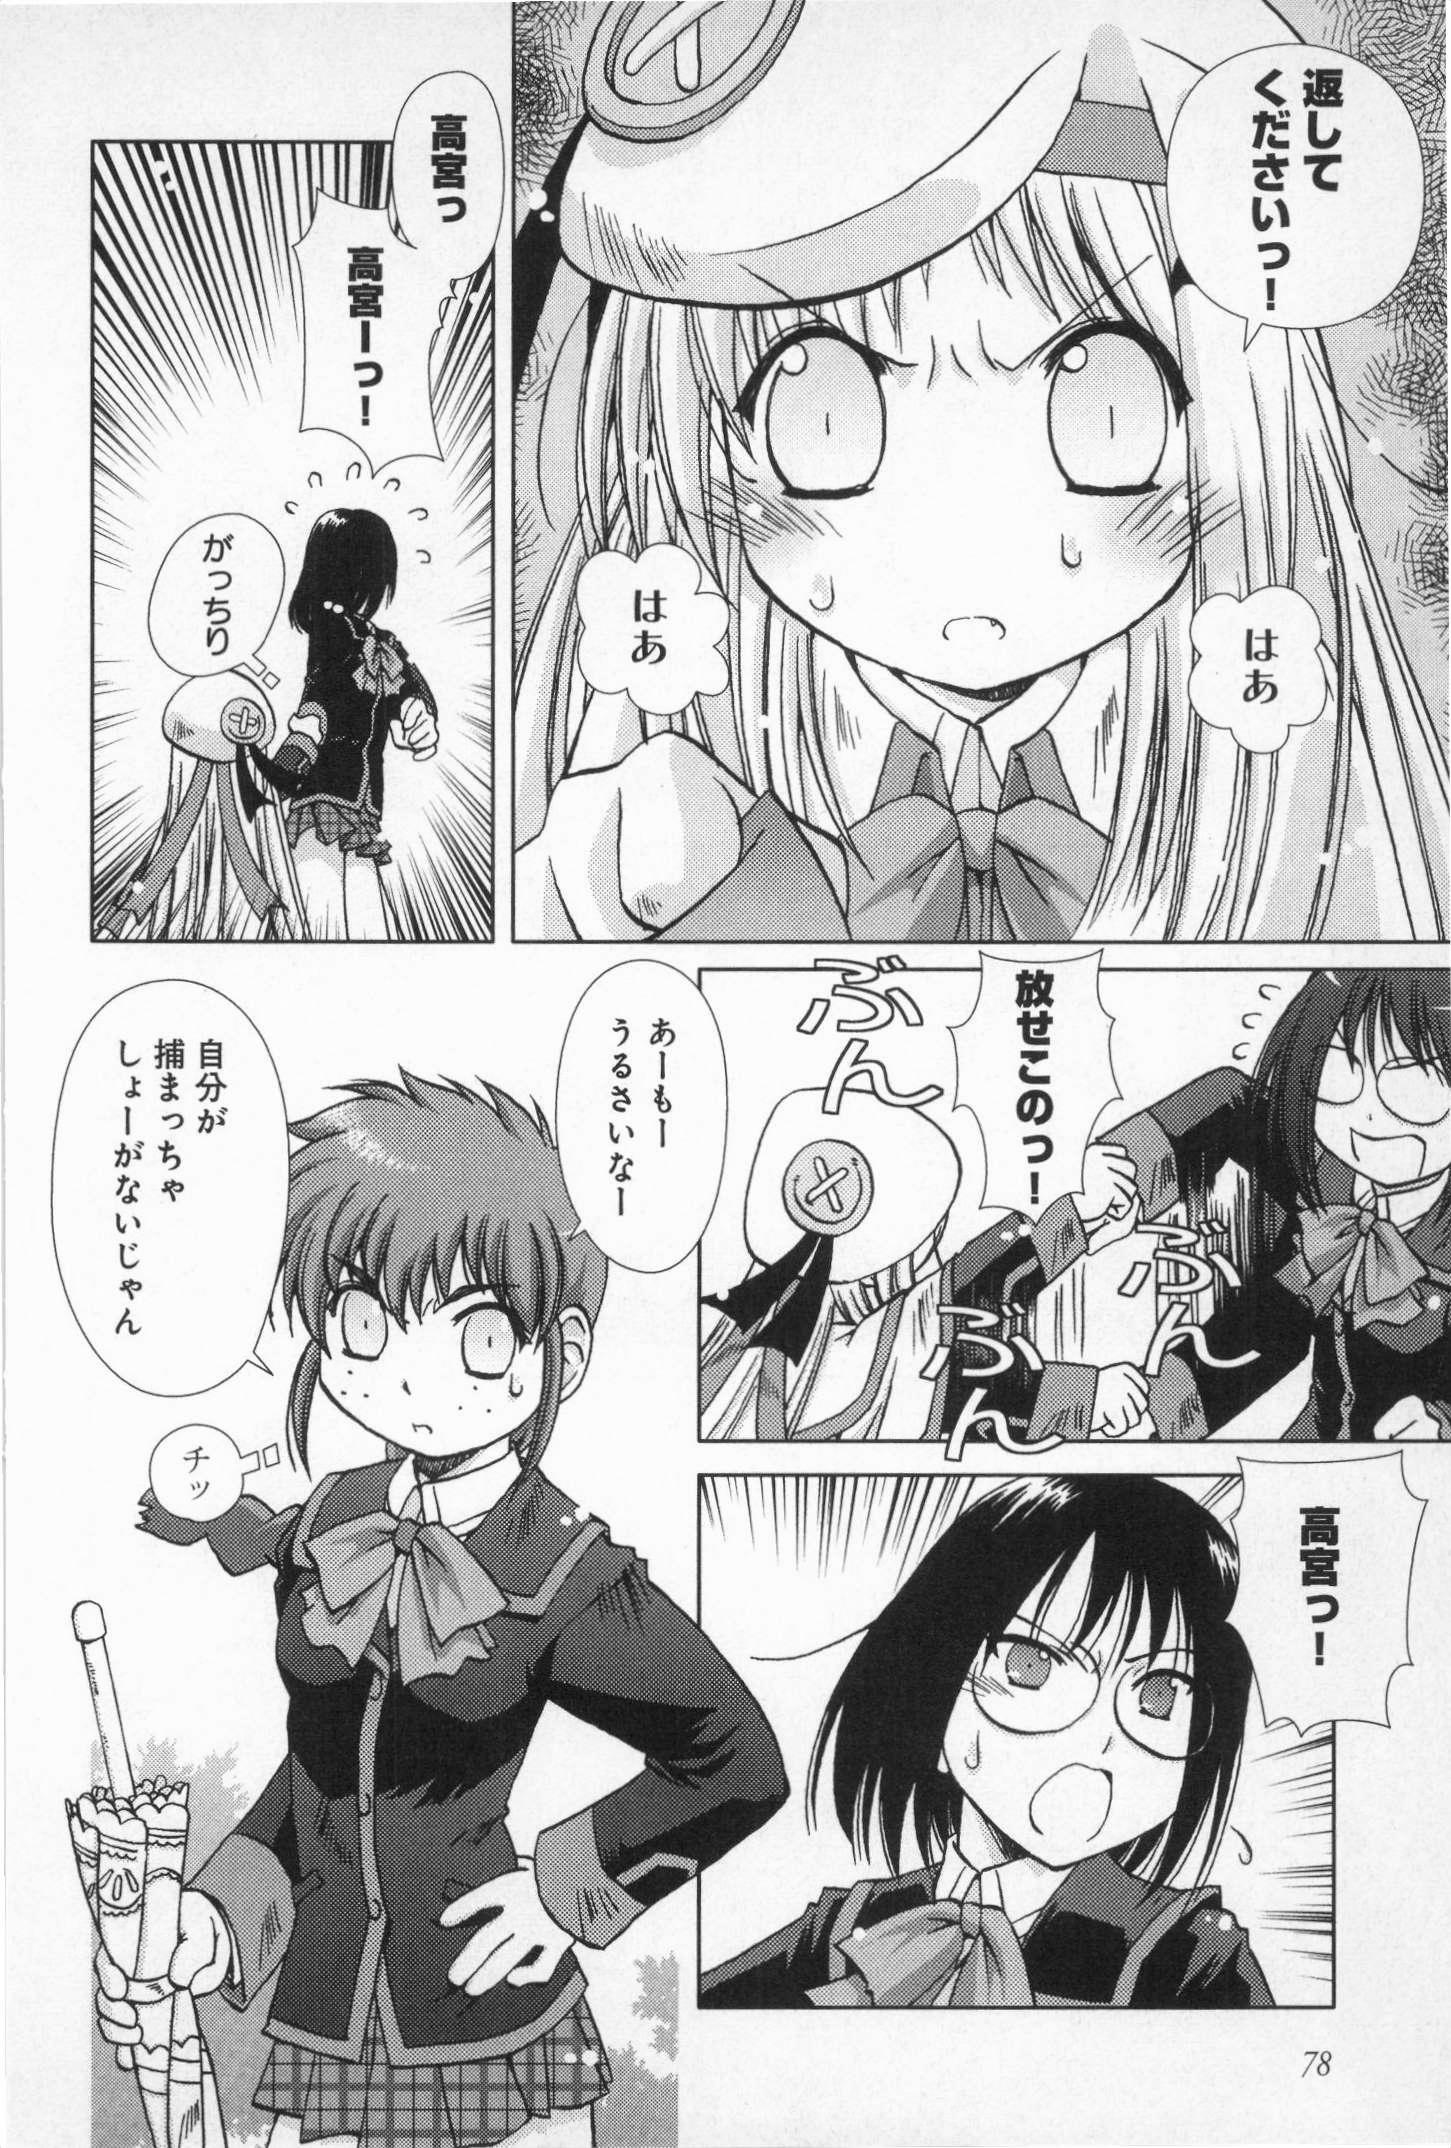 返して
くださいっ！
はあ
はあ
高宮っ
高宮ーっ！
がっちり
放せこのっ！
ぶん
ぶん
ぶん
高宮っ！
あーもー
うるさいなー
自分が
捕まっちゃ
しょーがないじゃん
チッ
78